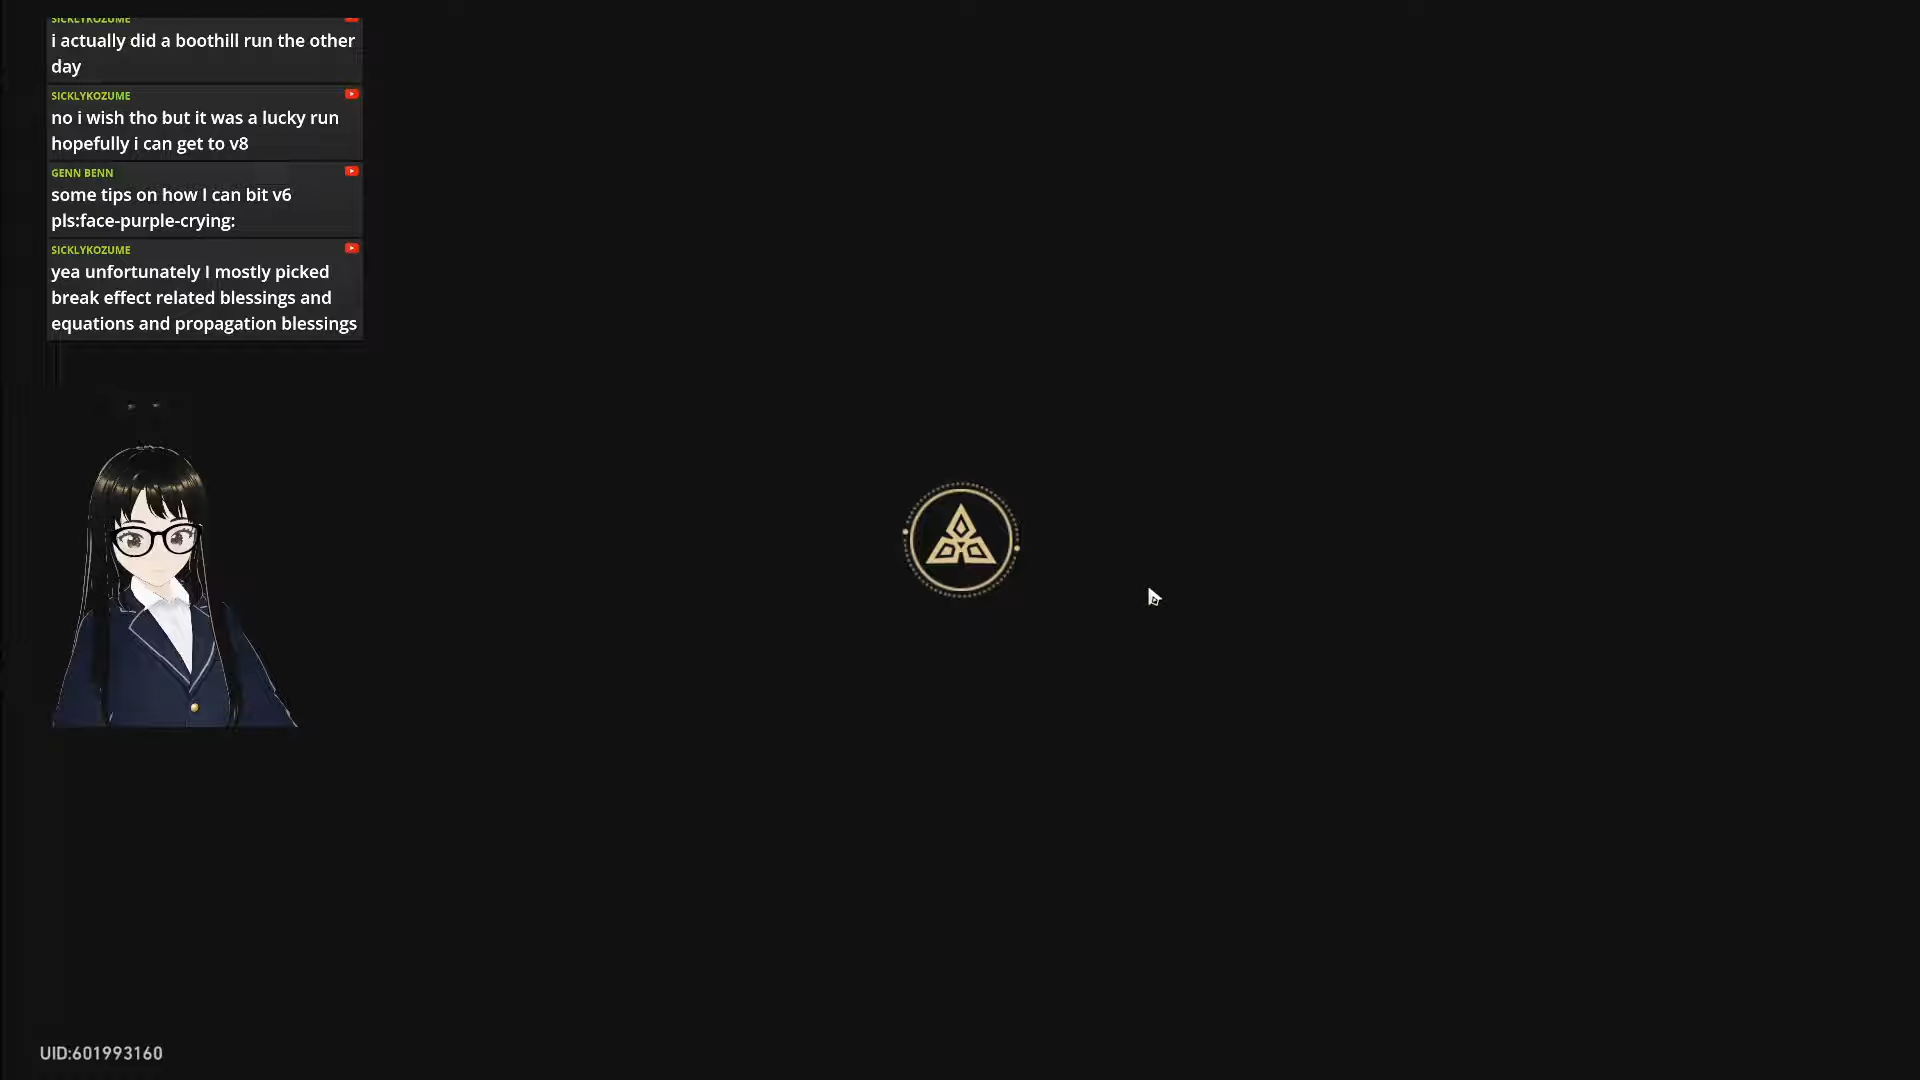 SICKLYKOZUME
i actually did a boothill run the other
day
SICKLYKOZUME
no i wish tho but it was a lucky run
hopefully i can get to v8
GENN BENN
some tips on how I can bit v6
pls:face-purple-crying:
SICKLYKOZUME
yea unfortunately I mostly picked
break effect related blessings and
equations and propagation blessings
UID:601993160